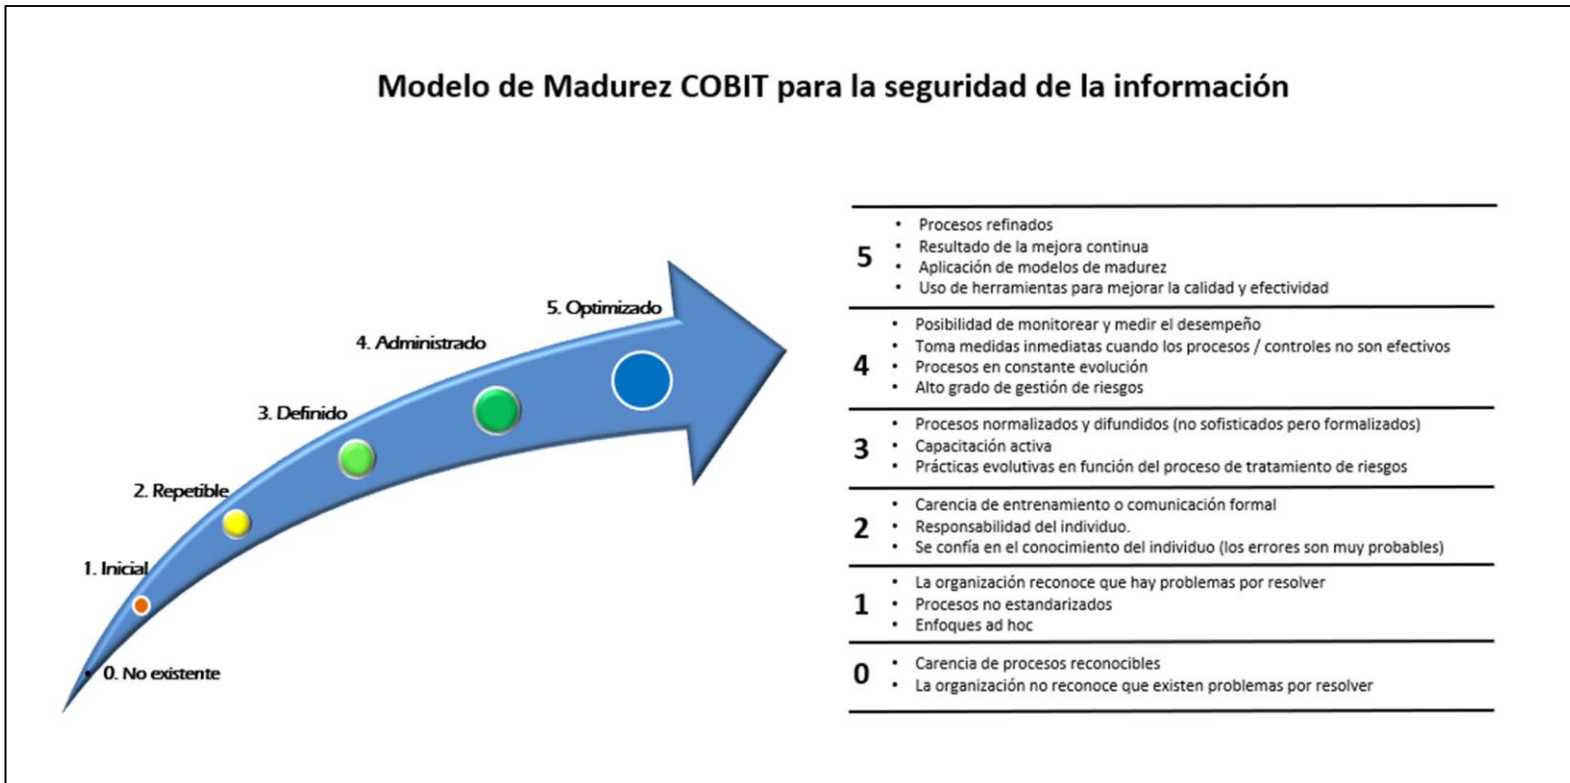 Modelo de Madurez COBIT para la seguridad de la información
5. Optimizado
4. Administrado
3. Definido
2. Repetible
1. Inicial
0. No existente
5
• Procesos refinados
• Resultado de la mejora continua
• Aplicación de modelos de madurez
• Uso de herramientas para mejorar la calidad y efectividad
4
• Posibilidad de monitorear y medir el desempeño
• Toma medidas inmediatas cuando los procesos / controles no son efectivos
• Procesos en constante evolución
• Alto grado de gestión de riesgos
3
• Procesos normalizados y difundidos (no sofisticados pero formalizados)
• Capacitación activa
• Prácticas evolutivas en función del proceso de tratamiento de riesgos
2
• Carencia de entrenamiento o comunicación formal
• Responsabilidad del individuo.
• Se confía en el conocimiento del individuo (los errores son muy probables)
1
• La organización reconoce que hay problemas por resolver
• Procesos no estandarizados
• Enfoques ad hoc
0
• Carencia de procesos reconocibles
• La organización no reconoce que existen problemas por resolver